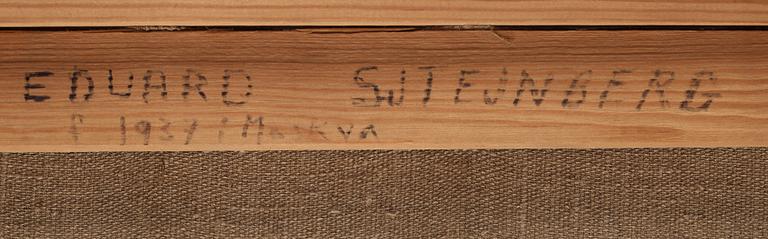 EDUARD SJTEJNBERG
f 1937 i Moskva